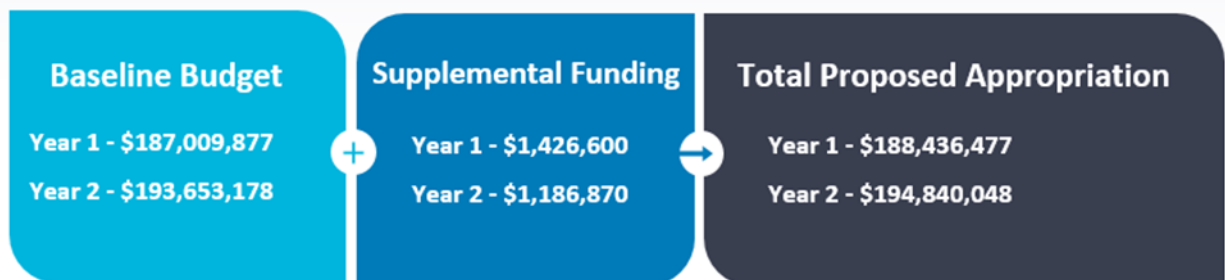 Baseline Budget
Year 1 - $187,009,877
Year 2 - $193,653,178
+
Supplemental Funding
Year 1 - $1,426,600
Year 2 - $1,186,870
Total Proposed Appropriation
Year 1 - $188,436,477
Year 2 - $194,840,048